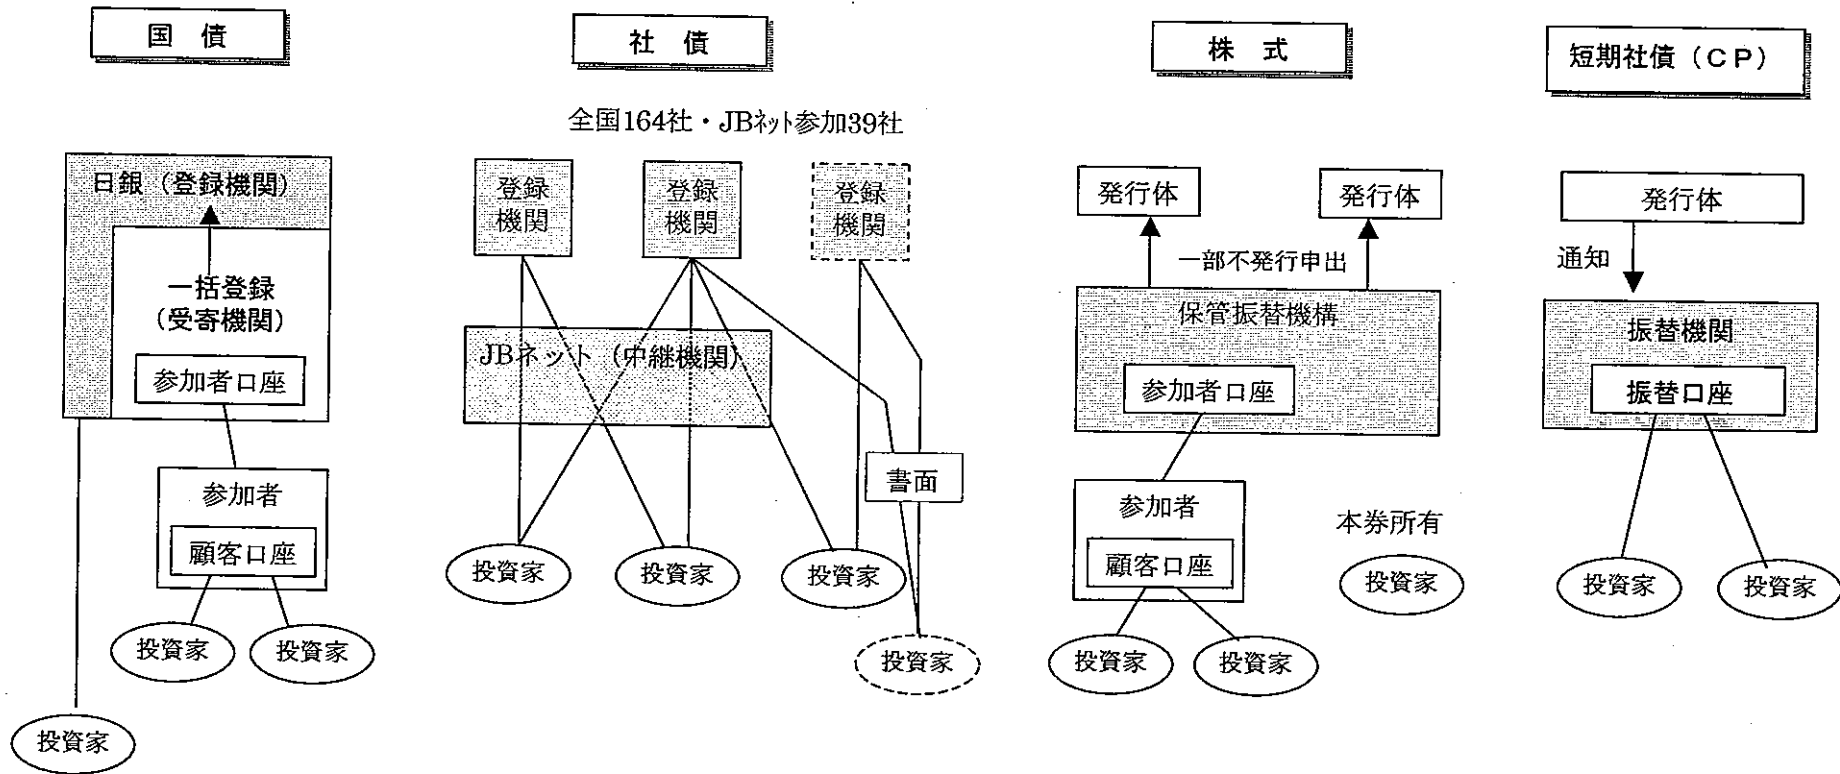 国 債
日銀（登録機関）
一括登録
（受寄機関）
参加者口座
参加者
顧客口座
投資家
投資家
投資家
社 債
全国164社・JBネット参加39社
登録
機関
登録
機関
登録
機関
JBネット（中継機関）
書面
投資家
投資家
投資家
投資家
株 式
発行体
発行体
一部不発行申出
保管振替機構
参加者口座
参加者
顧客口座
本券所有
投資家
投資家
投資家
短期社債（ＣＰ）
発行体
通知
振替機関
振替口座
投資家
投資家